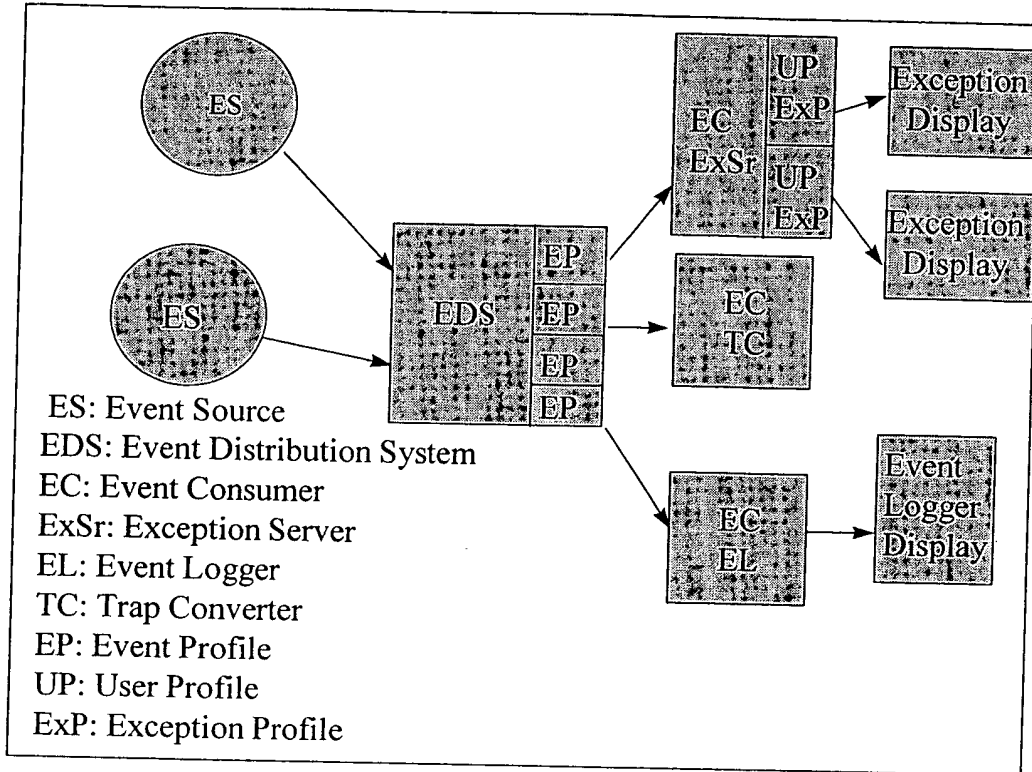 ES
ES
EDS
EP
EP
EP
EP
EC
ExSr
UP
ExP
UP
ExP
Exception
Display
Exception
Display
EC
TC
EC
EL
Event
Logger
Display
ES: Event Source
EDS: Event Distribution System
EC: Event Consumer
ExSr: Exception Server
EL: Event Logger
TC: Trap Converter
EP: Event Profile
UP: User Profile
ExP: Exception Profile